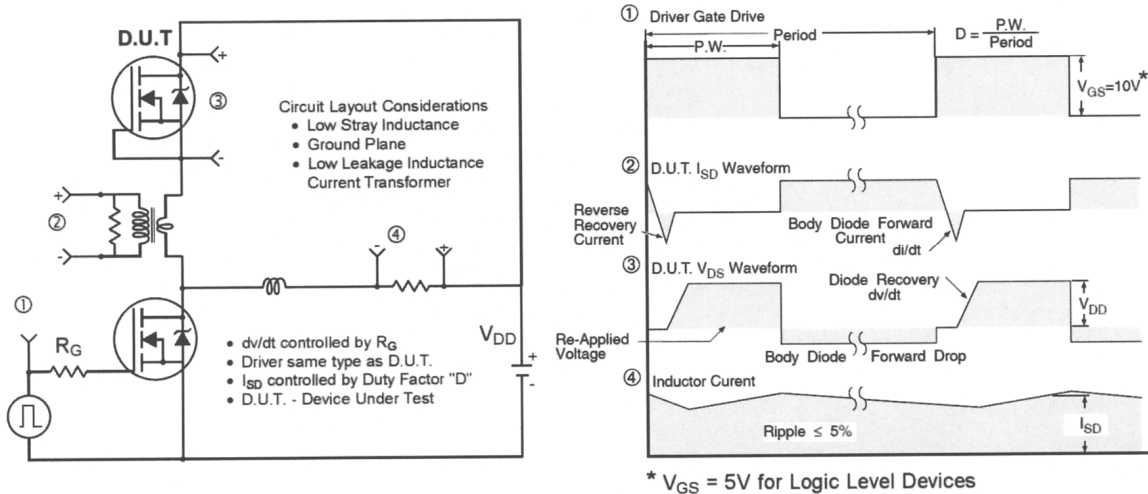 D.U.T
+
③
-
Circuit Layout Considerations
• Low Stray Inductance
• Ground Plane
• Low Leakage Inductance
Current Transformer
+
②
-
④
-
+
①
R_G
V_DD
+
-
• dv/dt controlled by R_G
• Driver same type as D.U.T.
• I_SD controlled by Duty Factor "D"
• D.U.T. - Device Under Test
① Driver Gate Drive
P.W.
Period
D = P.W. / Period
V_GS=10V*
② D.U.T. I_SD Waveform
Reverse
Recovery
Current
Body Diode Forward
Current
di/dt
③ D.U.T. V_DS Waveform
Diode Recovery
dv/dt
V_DD
Re-Applied
Voltage
Body Diode Forward Drop
④ Inductor Curent
Ripple ≤ 5%
I_SD
* V_GS = 5V for Logic Level Devices